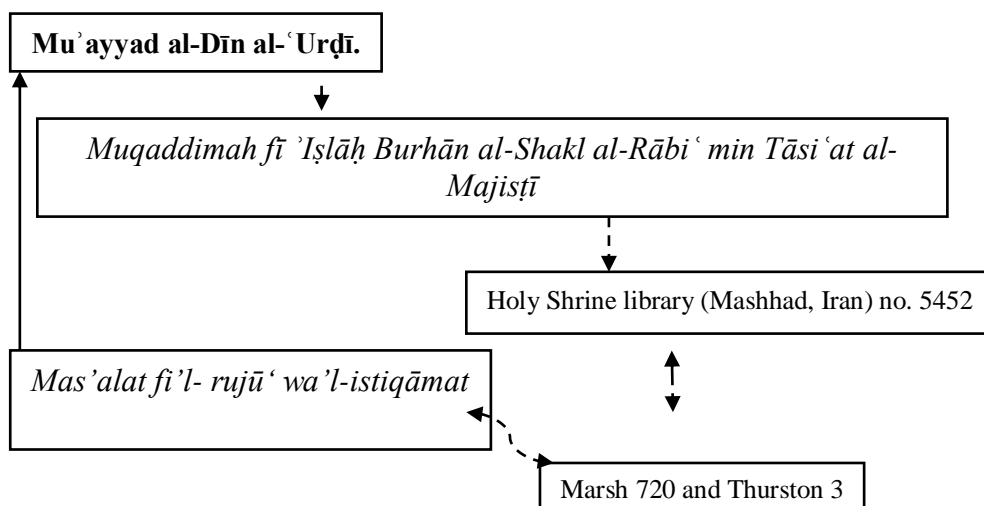 Muʾayyad al-Dīn al-ʿUrḍī.
Muqaddimah fī ʾIṣlāḥ Burhān al-Shakl al-Rābiʿ min Tāsiʿat al-
Majisṭī
Holy Shrine library (Mashhad, Iran) no. 5452
Mas’alat fi’l- rujū‘ wa’l-istiqāmat
Marsh 720 and Thurston 3